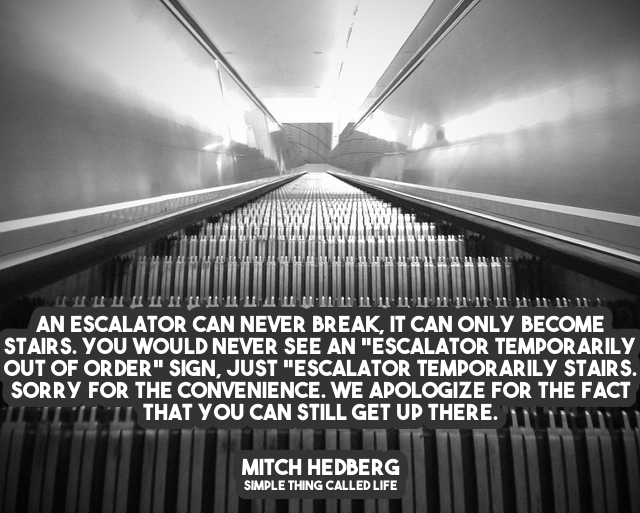 AN ESCALATOR CAN NEVER BREAK, IT CAN ONLY BECOME
STAIRS. YOU WOULD NEVER SEE AN "ESCALATOR TEMPORARILY
OUT OF ORDER" SIGN, JUST "ESCALATOR TEMPORARILY STAIRS.
SORRY FOR THE CONVENIENCE. WE APOLOGIZE FOR THE FACT
THAT YOU CAN STILL GET UP THERE.
MITCH HEDBERG
SIMPLE THING CALLED LIFE